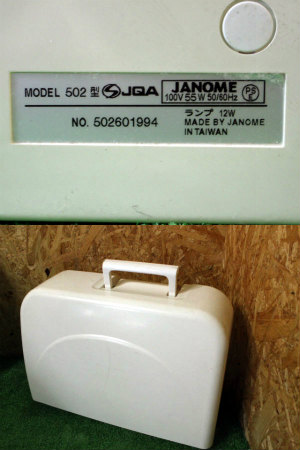 MODEL 502 型 JQA JANOME
100V 55W 50/60Hz
PSE
NO. 502601994
ランプ 12W
MADE BY JANOME
IN TAIWAN